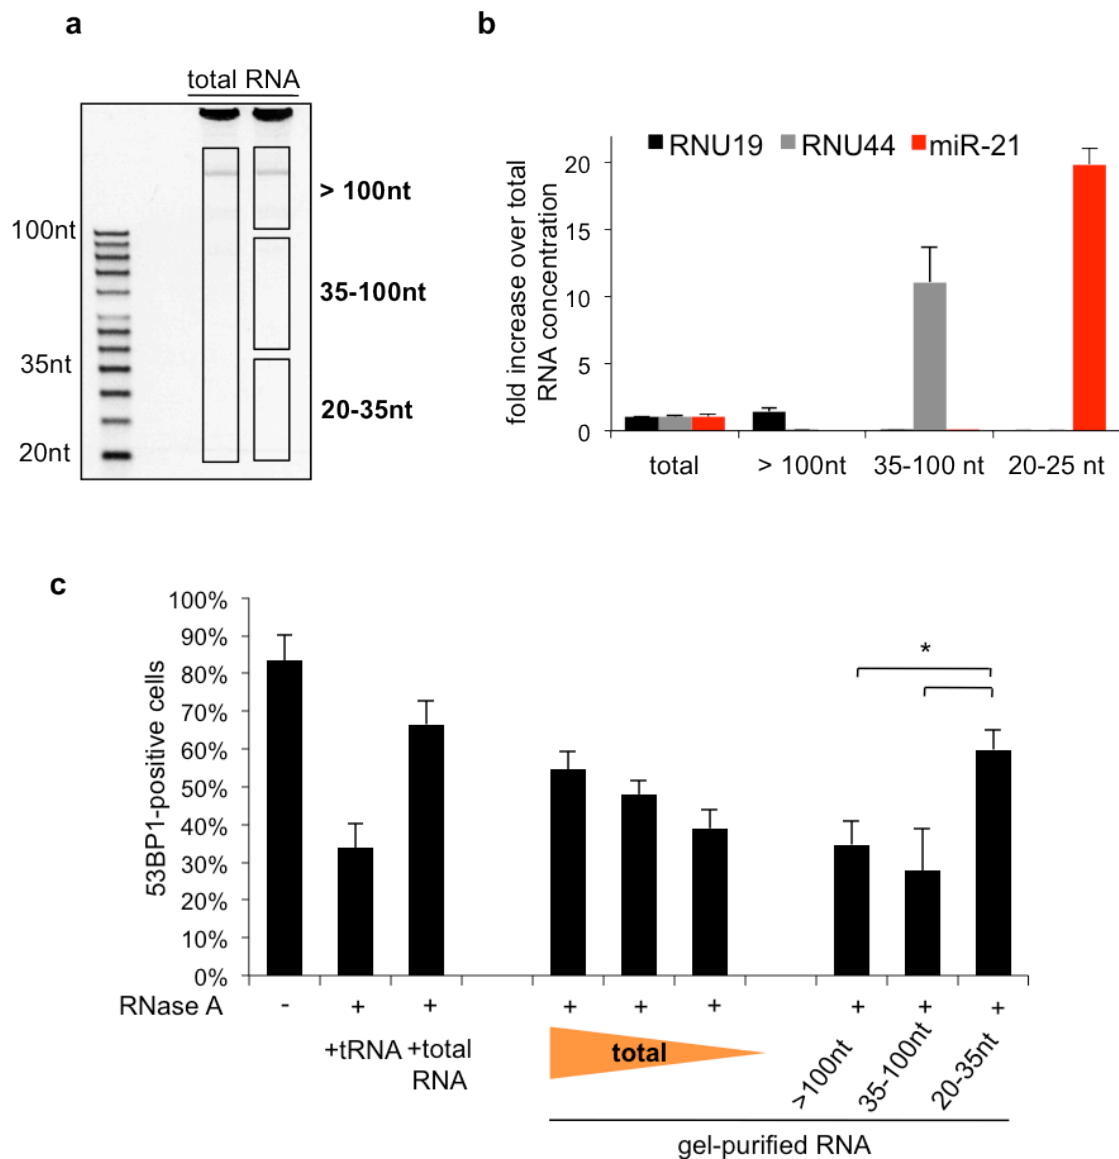 a
total RNA
100nt
35nt
20nt
> 100nt
35-100nt
20-35nt
b
RNU19 RNU44 miR-21
fold increase over total
RNA concentration
20
15
10
5
0
total > 100nt 35-100 nt 20-25 nt
c
53BP1-positive cells
100%
90%
80%
70%
60%
50%
40%
30%
20%
10%
0%
*
RNase A - + + + + + + + +
+tRNA +total
RNA
total
>100nt
35-100nt
20-35nt
gel-purified RNA